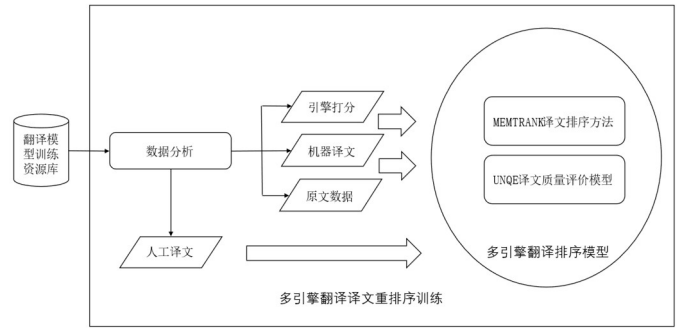 翻译模
型训练
资源库
数据分析
引擎打分
机器译文
原文数据
人工译文
MEMTRANK译文排序方法
UNQE译文质量评价模型
多引擎翻译排序模型
多引擎翻译译文重排序训练